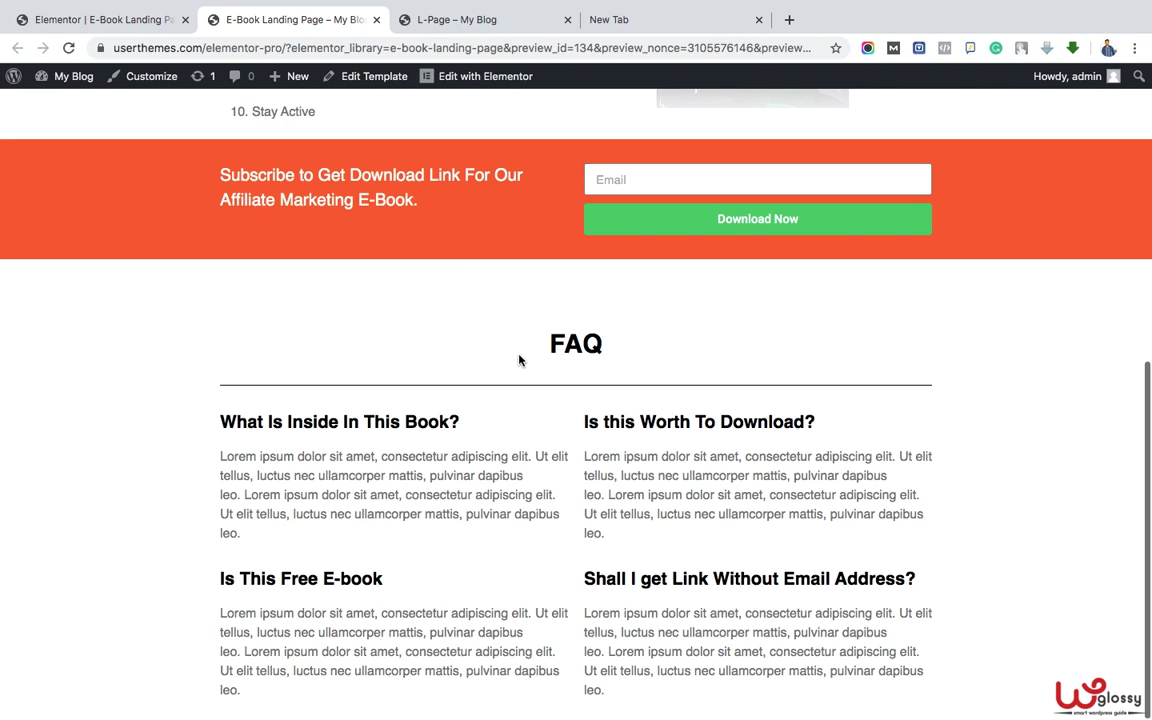 Elementor | E-Book Landing Pa
E-Book Landing Page – My Blo
L-Page – My Blog
New Tab
userthemes.com/elementor-pro/?elementor_library=e-book-landing-page&preview_id=134&preview_nonce=3105576146&preview...
My Blog
Customize
1
0
New
Edit Template
Edit with Elementor
Howdy, admin
10. Stay Active
Subscribe to Get Download Link For Our
Affiliate Marketing E-Book.
Email
Download Now
FAQ
What Is Inside In This Book?
Lorem ipsum dolor sit amet, consectetur adipiscing elit. Ut elit
tellus, luctus nec ullamcorper mattis, pulvinar dapibus
leo. Lorem ipsum dolor sit amet, consectetur adipiscing elit.
Ut elit tellus, luctus nec ullamcorper mattis, pulvinar dapibus
leo.
Is this Worth To Download?
Lorem ipsum dolor sit amet, consectetur adipiscing elit. Ut elit
tellus, luctus nec ullamcorper mattis, pulvinar dapibus
leo. Lorem ipsum dolor sit amet, consectetur adipiscing elit.
Ut elit tellus, luctus nec ullamcorper mattis, pulvinar dapibus
leo.
Is This Free E-book
Lorem ipsum dolor sit amet, consectetur adipiscing elit. Ut elit
tellus, luctus nec ullamcorper mattis, pulvinar dapibus
leo. Lorem ipsum dolor sit amet, consectetur adipiscing elit.
Ut elit tellus, luctus nec ullamcorper mattis, pulvinar dapibus
leo.
Shall I get Link Without Email Address?
Lorem ipsum dolor sit amet, consectetur adipiscing elit. Ut elit
tellus, luctus nec ullamcorper mattis, pulvinar dapibus
leo. Lorem ipsum dolor sit amet, consectetur adipiscing elit.
Ut elit tellus, luctus nec ullamcorper mattis, pulvinar dapibus
leo.
glossy
smart wordpress guide